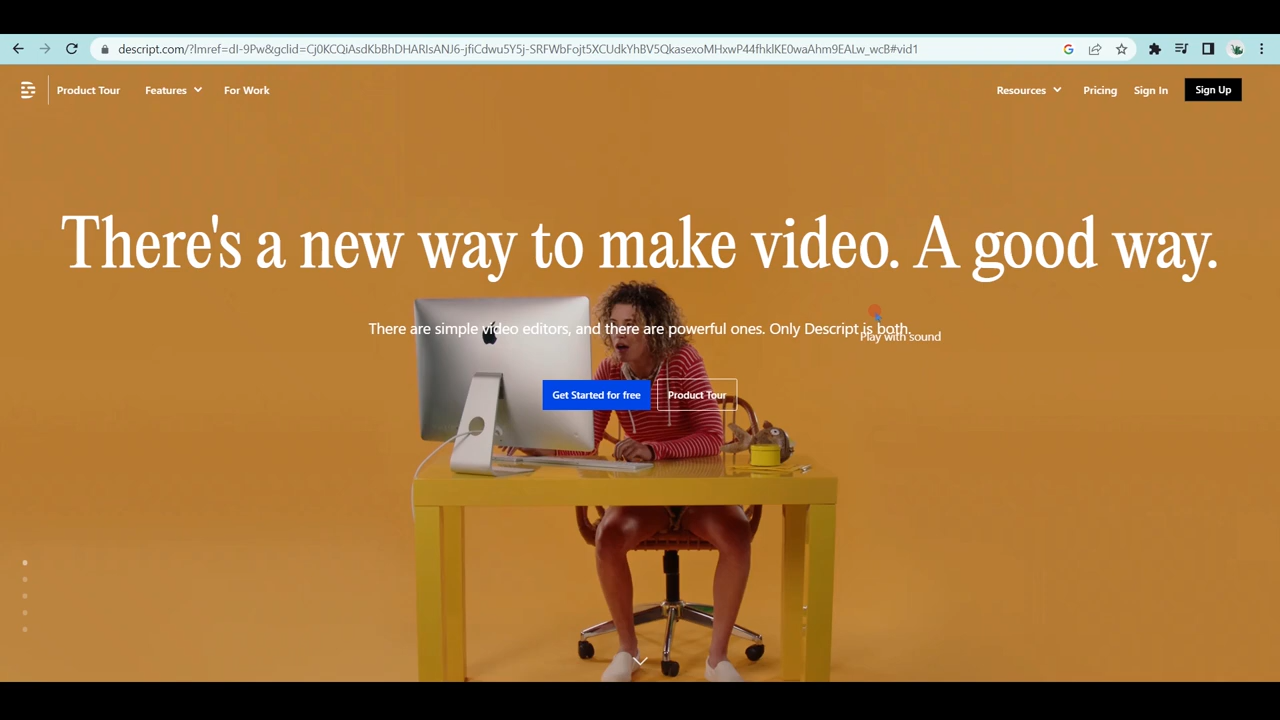 descript.com/?lmref=dI-9Pw&gclid=Cj0KCQiAsdKbBhDHARIsANJ6-jfiCdwu5Y5j-SRFWbFojt5XCUdkYhBV5QkasexoMHxwP44fhklKE0waAhm9EALw_wcB#vid1
Product Tour Features For Work Resources Pricing Sign In Sign Up
There's a new way to make video. A good way.
There are simple video editors, and there are powerful ones. Only Descript is both.
Play with sound
Get Started for free Product Tour